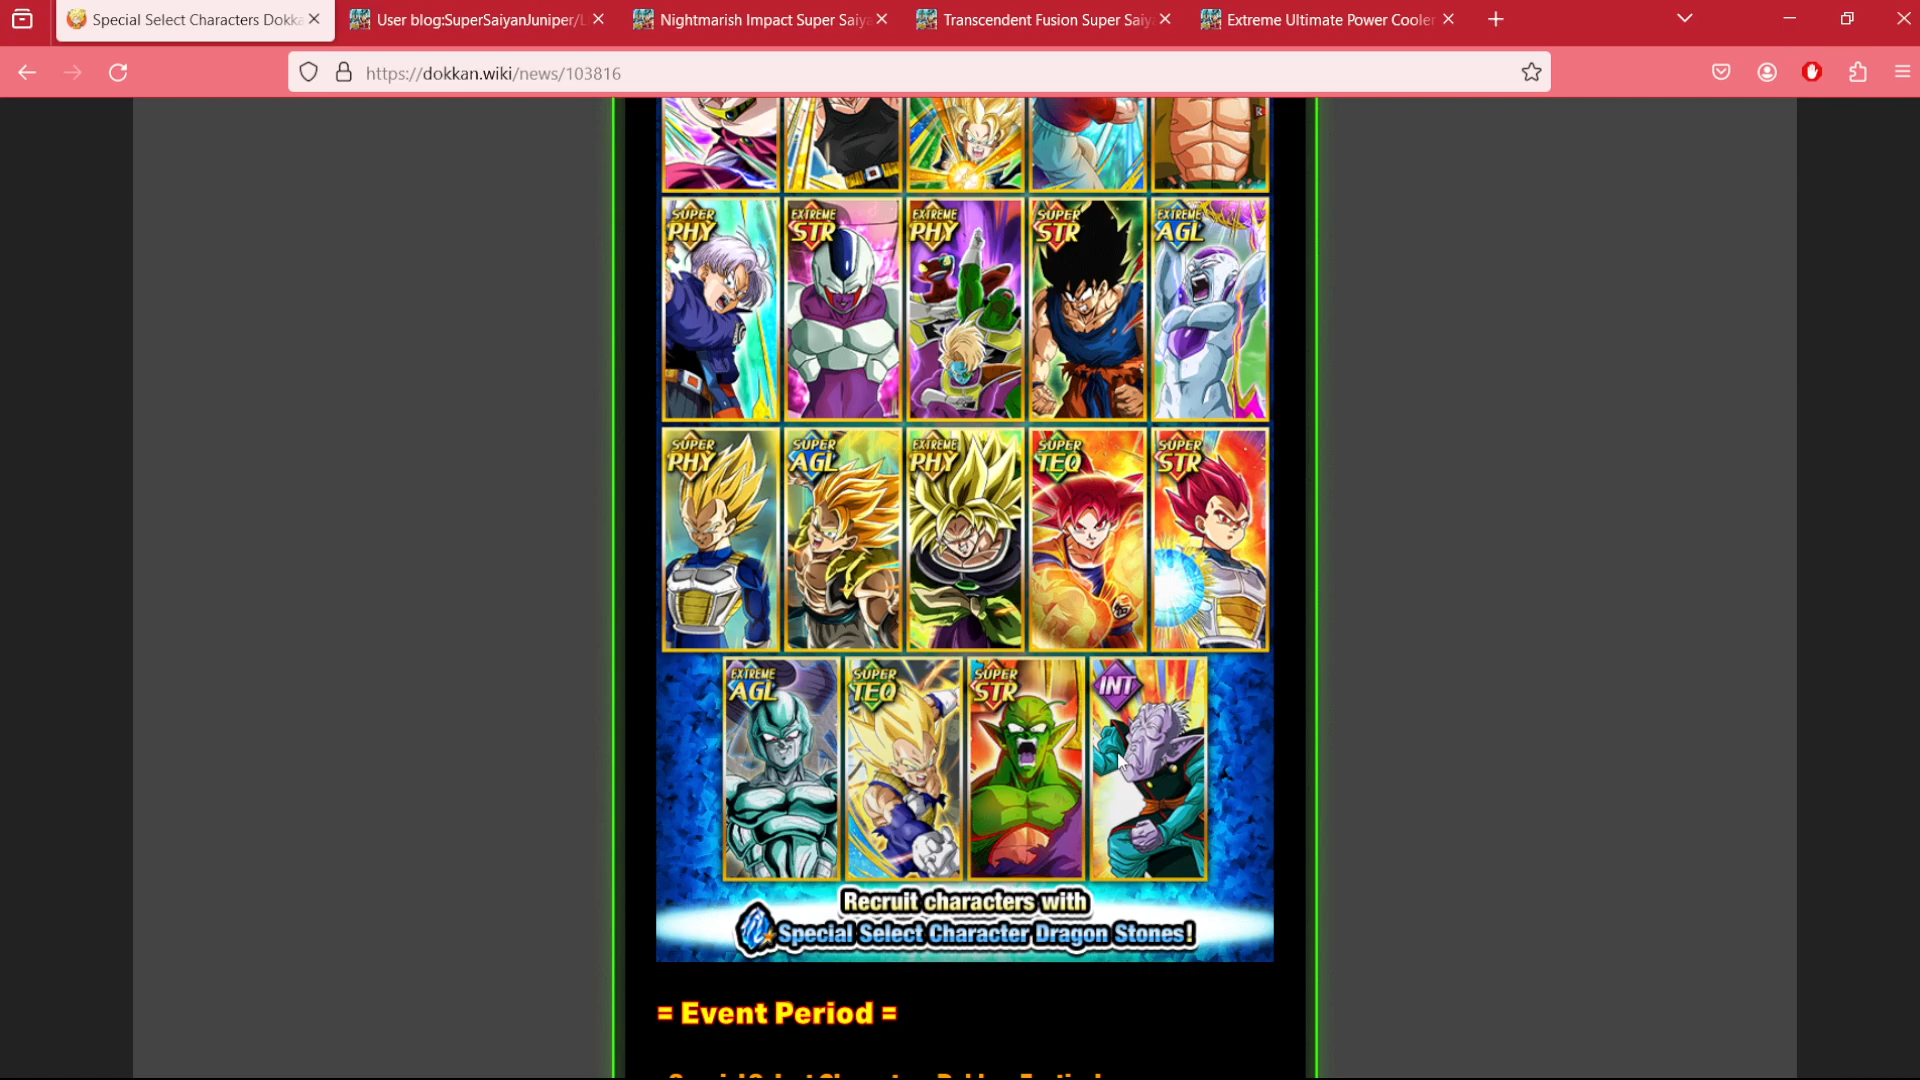 Special Select Characters Dokka
User blog:SuperSaiyanJuniper/L
Nightmarish Impact Super Saiya
Transcendent Fusion Super Saiy
Extreme Ultimate Power Cooler
https://dokkan.wiki/news/103816
SUPER PHY
EXTREME STR
EXTREME PHY
SUPER STR
EXTREME AGL
SUPER PHY
SUPER AGL
EXTREME PHY
SUPER TEQ
SUPER STR
EXTREME AGL
SUPER TEQ
SUPER STR
INT
Recruit characters with
Special Select Character Dragon Stones!
= Event Period =